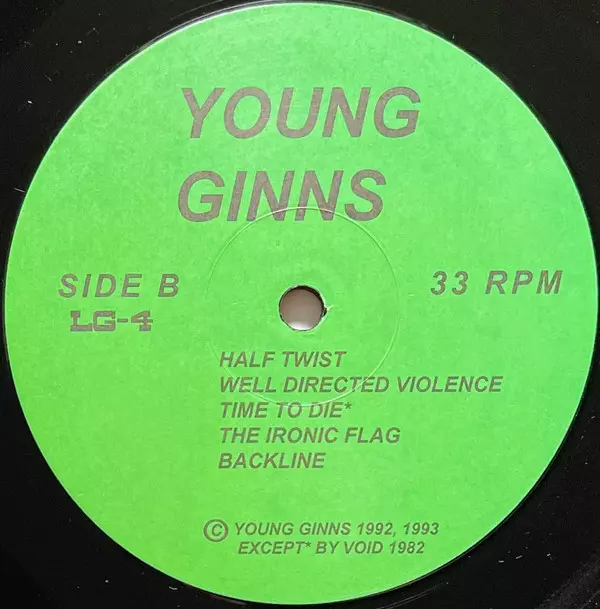 YOUNG
GINNS
SIDE B
33 RPM
LG-4
HALF TWIST
WELL DIRECTED VIOLENCE
TIME TO DIE*
THE IRONIC FLAG
BACKLINE
© YOUNG GINNS 1992, 1993
EXCEPT* BY VOID 1982